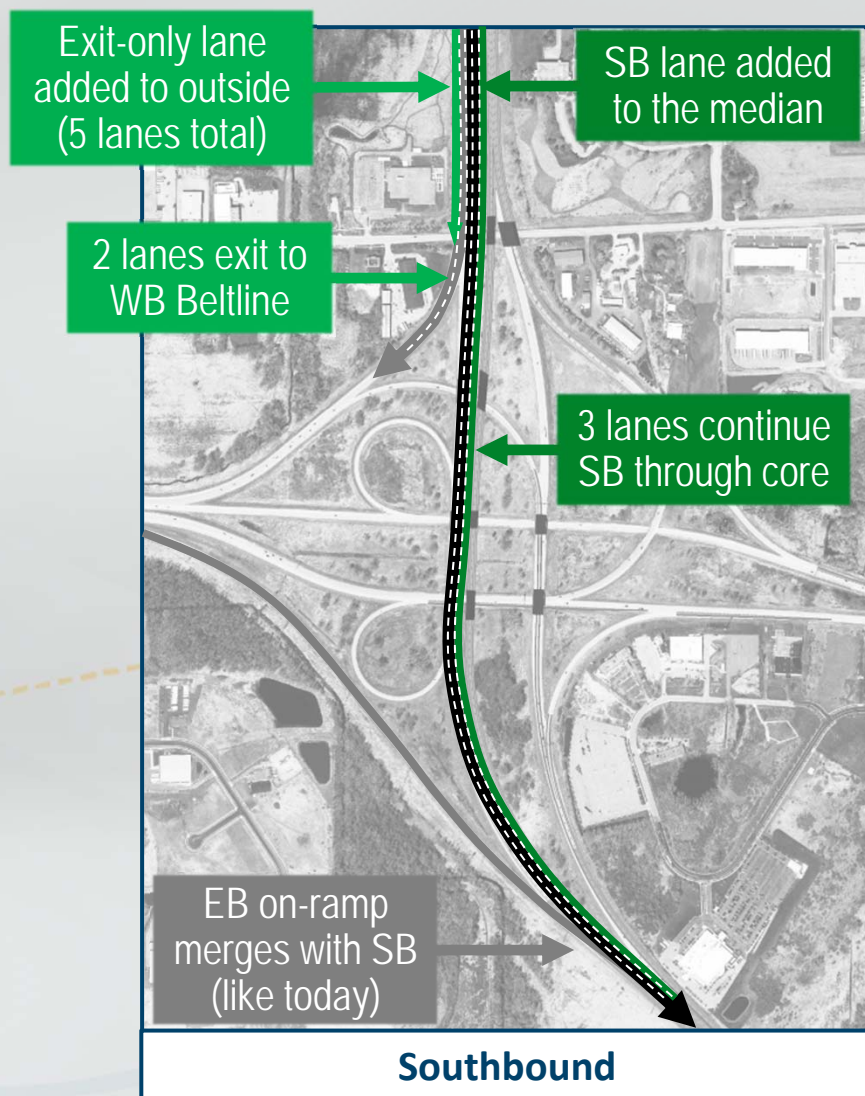 Exit-only lane
added to outside
(5 lanes total)
SB lane added
to the median
2 lanes exit to
WB Beltline
3 lanes continue
SB through core
EB on-ramp
merges with SB
(like today)
Southbound